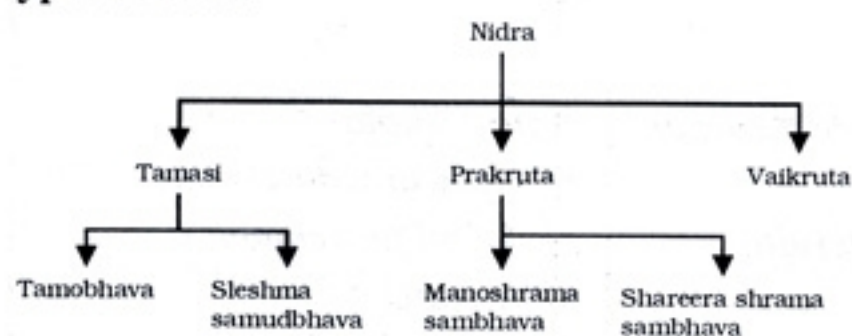 Nidra
Tamasi
Prakruta
Vaikruta
Tamobhava
Sleshma
samudbhava
Manoshrama
sambhava
Shareera shrama
sambhava